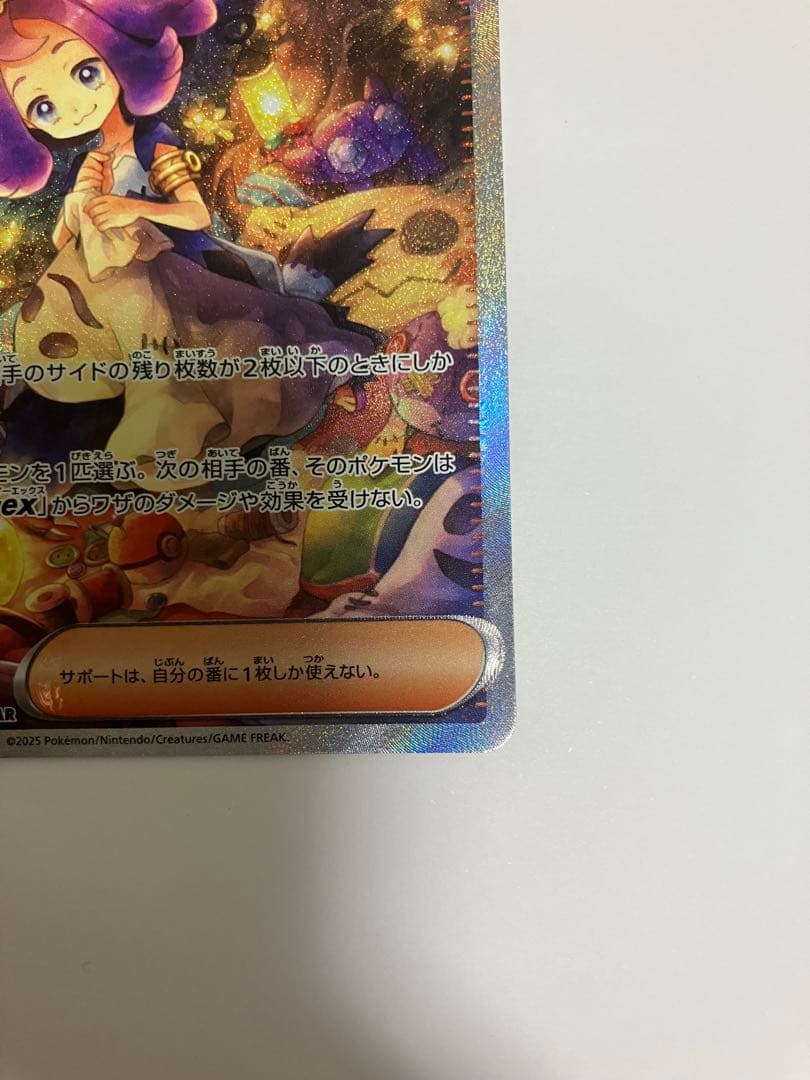 手のサイドの残り枚数が2枚以下のときにしか
モンを1匹選ぶ。次の相手の番、そのポケモンは
ex」からワザのダメージや効果を受けない。
サポートは、自分の番に1枚しか使えない。
AR
©2025 Pokémon/Nintendo/Creatures/GAME FREAK.